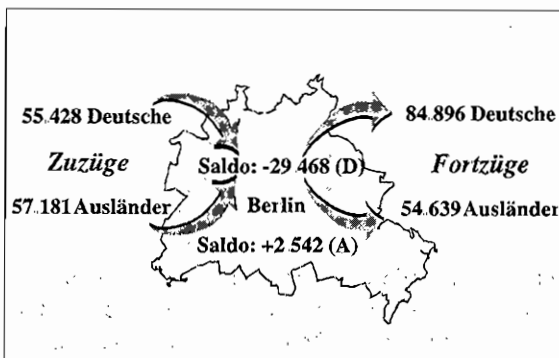 55.428 Deutsche
84.896 Deutsche
Zuzüge
Saldo: -29.468 (D)
Fortzüge
57.181 Ausländer
Berlin
54.639 Ausländer
Saldo: +2.542 (A)